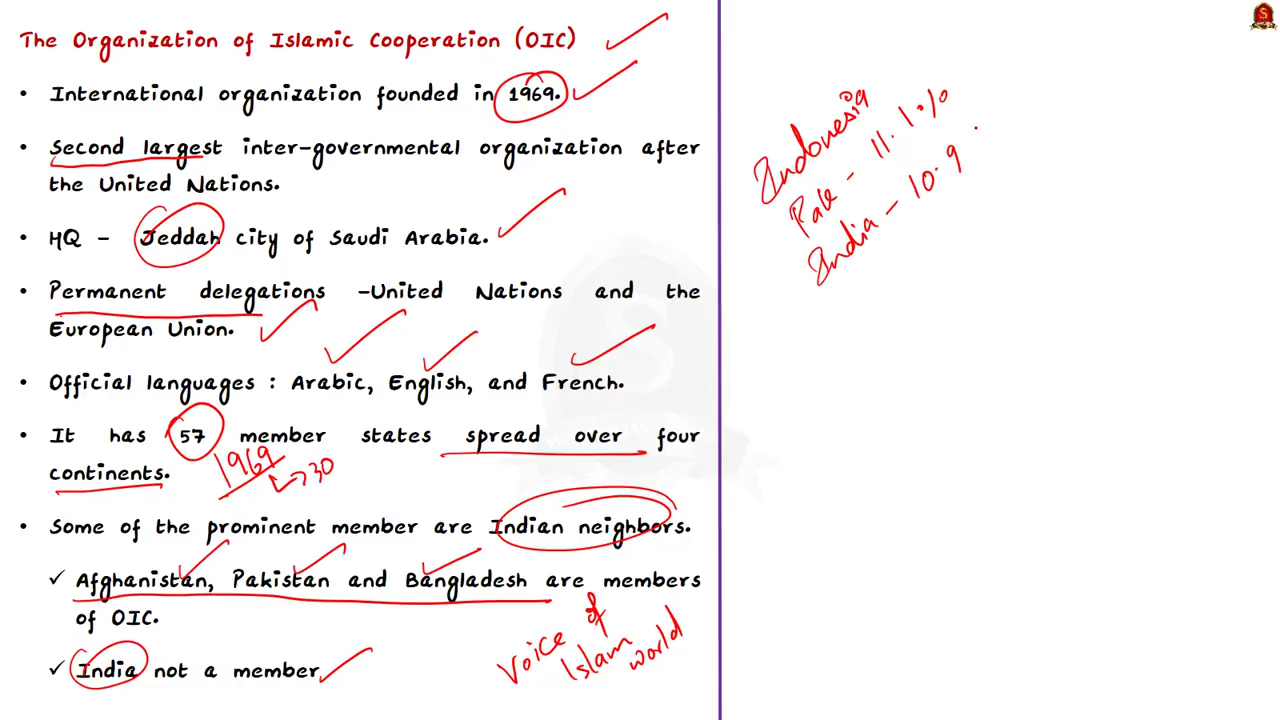 The Organization of Islamic Cooperation (OIC)
• International organization founded in 1969.
• Second largest inter-governmental organization after
the United Nations.
• HQ – Jeddah city of Saudi Arabia.
• Permanent delegations -United Nations and the
European Union.
• Official languages : Arabic, English, and French.
• It has 57 member states spread over four
continents.
1969
→ 30
• Some of the prominent member are Indian neighbors.
✓ Afghanistan, Pakistan and Bangladesh are members
of OIC.
✓ India not a member
Voice of
Islam world
Indonesia
Pak - 11.1%
India - 10.9
S